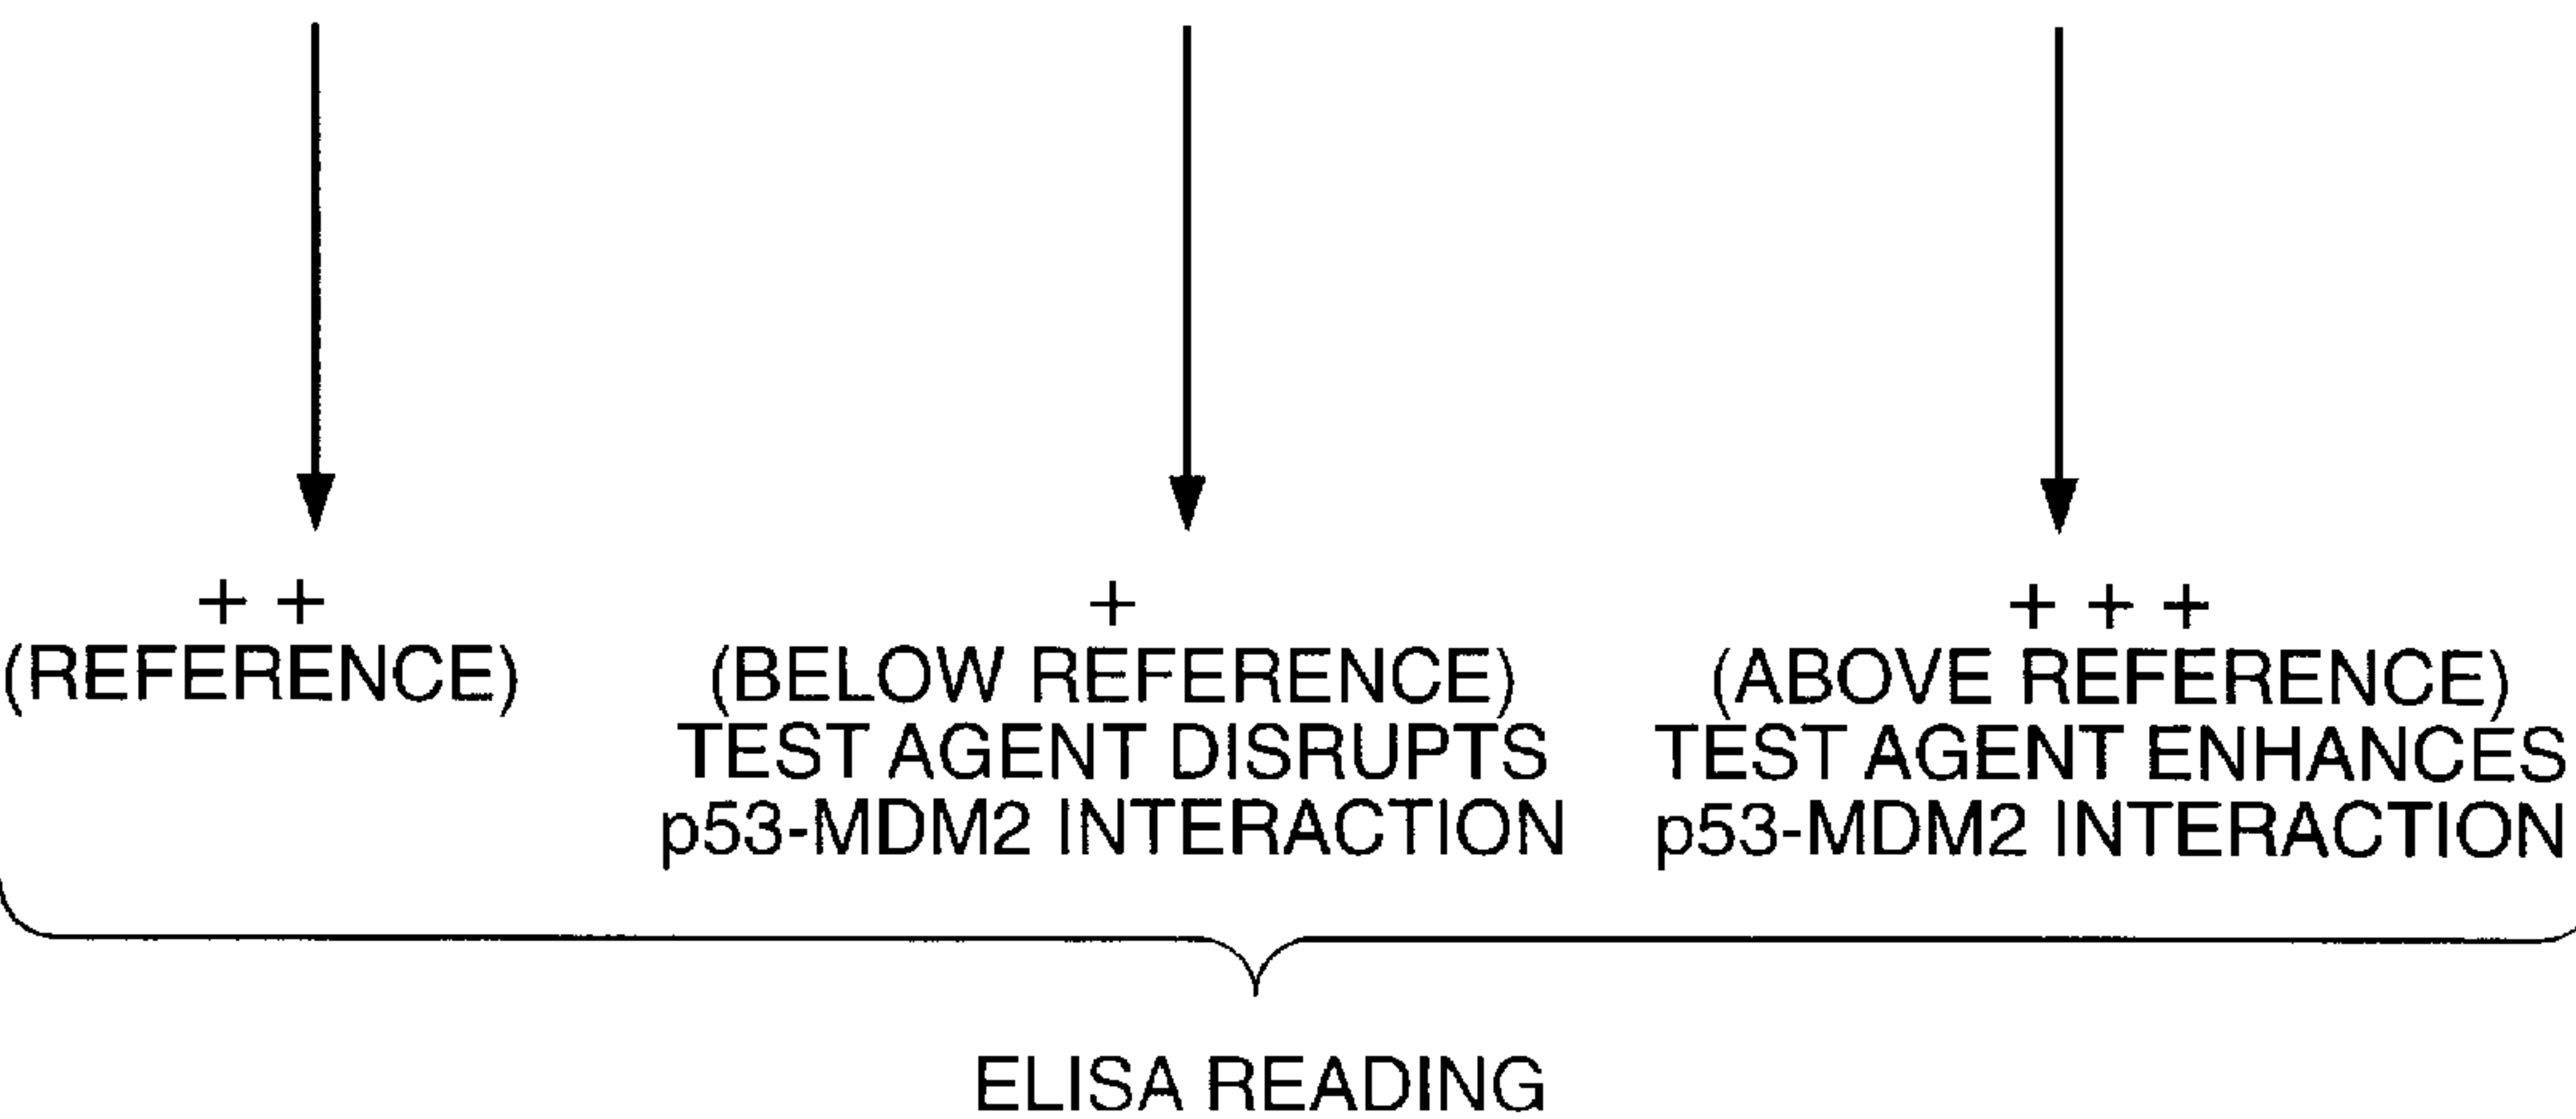 + +
(REFERENCE)
+
(BELOW REFERENCE)
TEST AGENT DISRUPTS
p53-MDM2 INTERACTION
+ + +
(ABOVE REFERENCE)
TEST AGENT ENHANCES
p53-MDM2 INTERACTION
ELISA READING